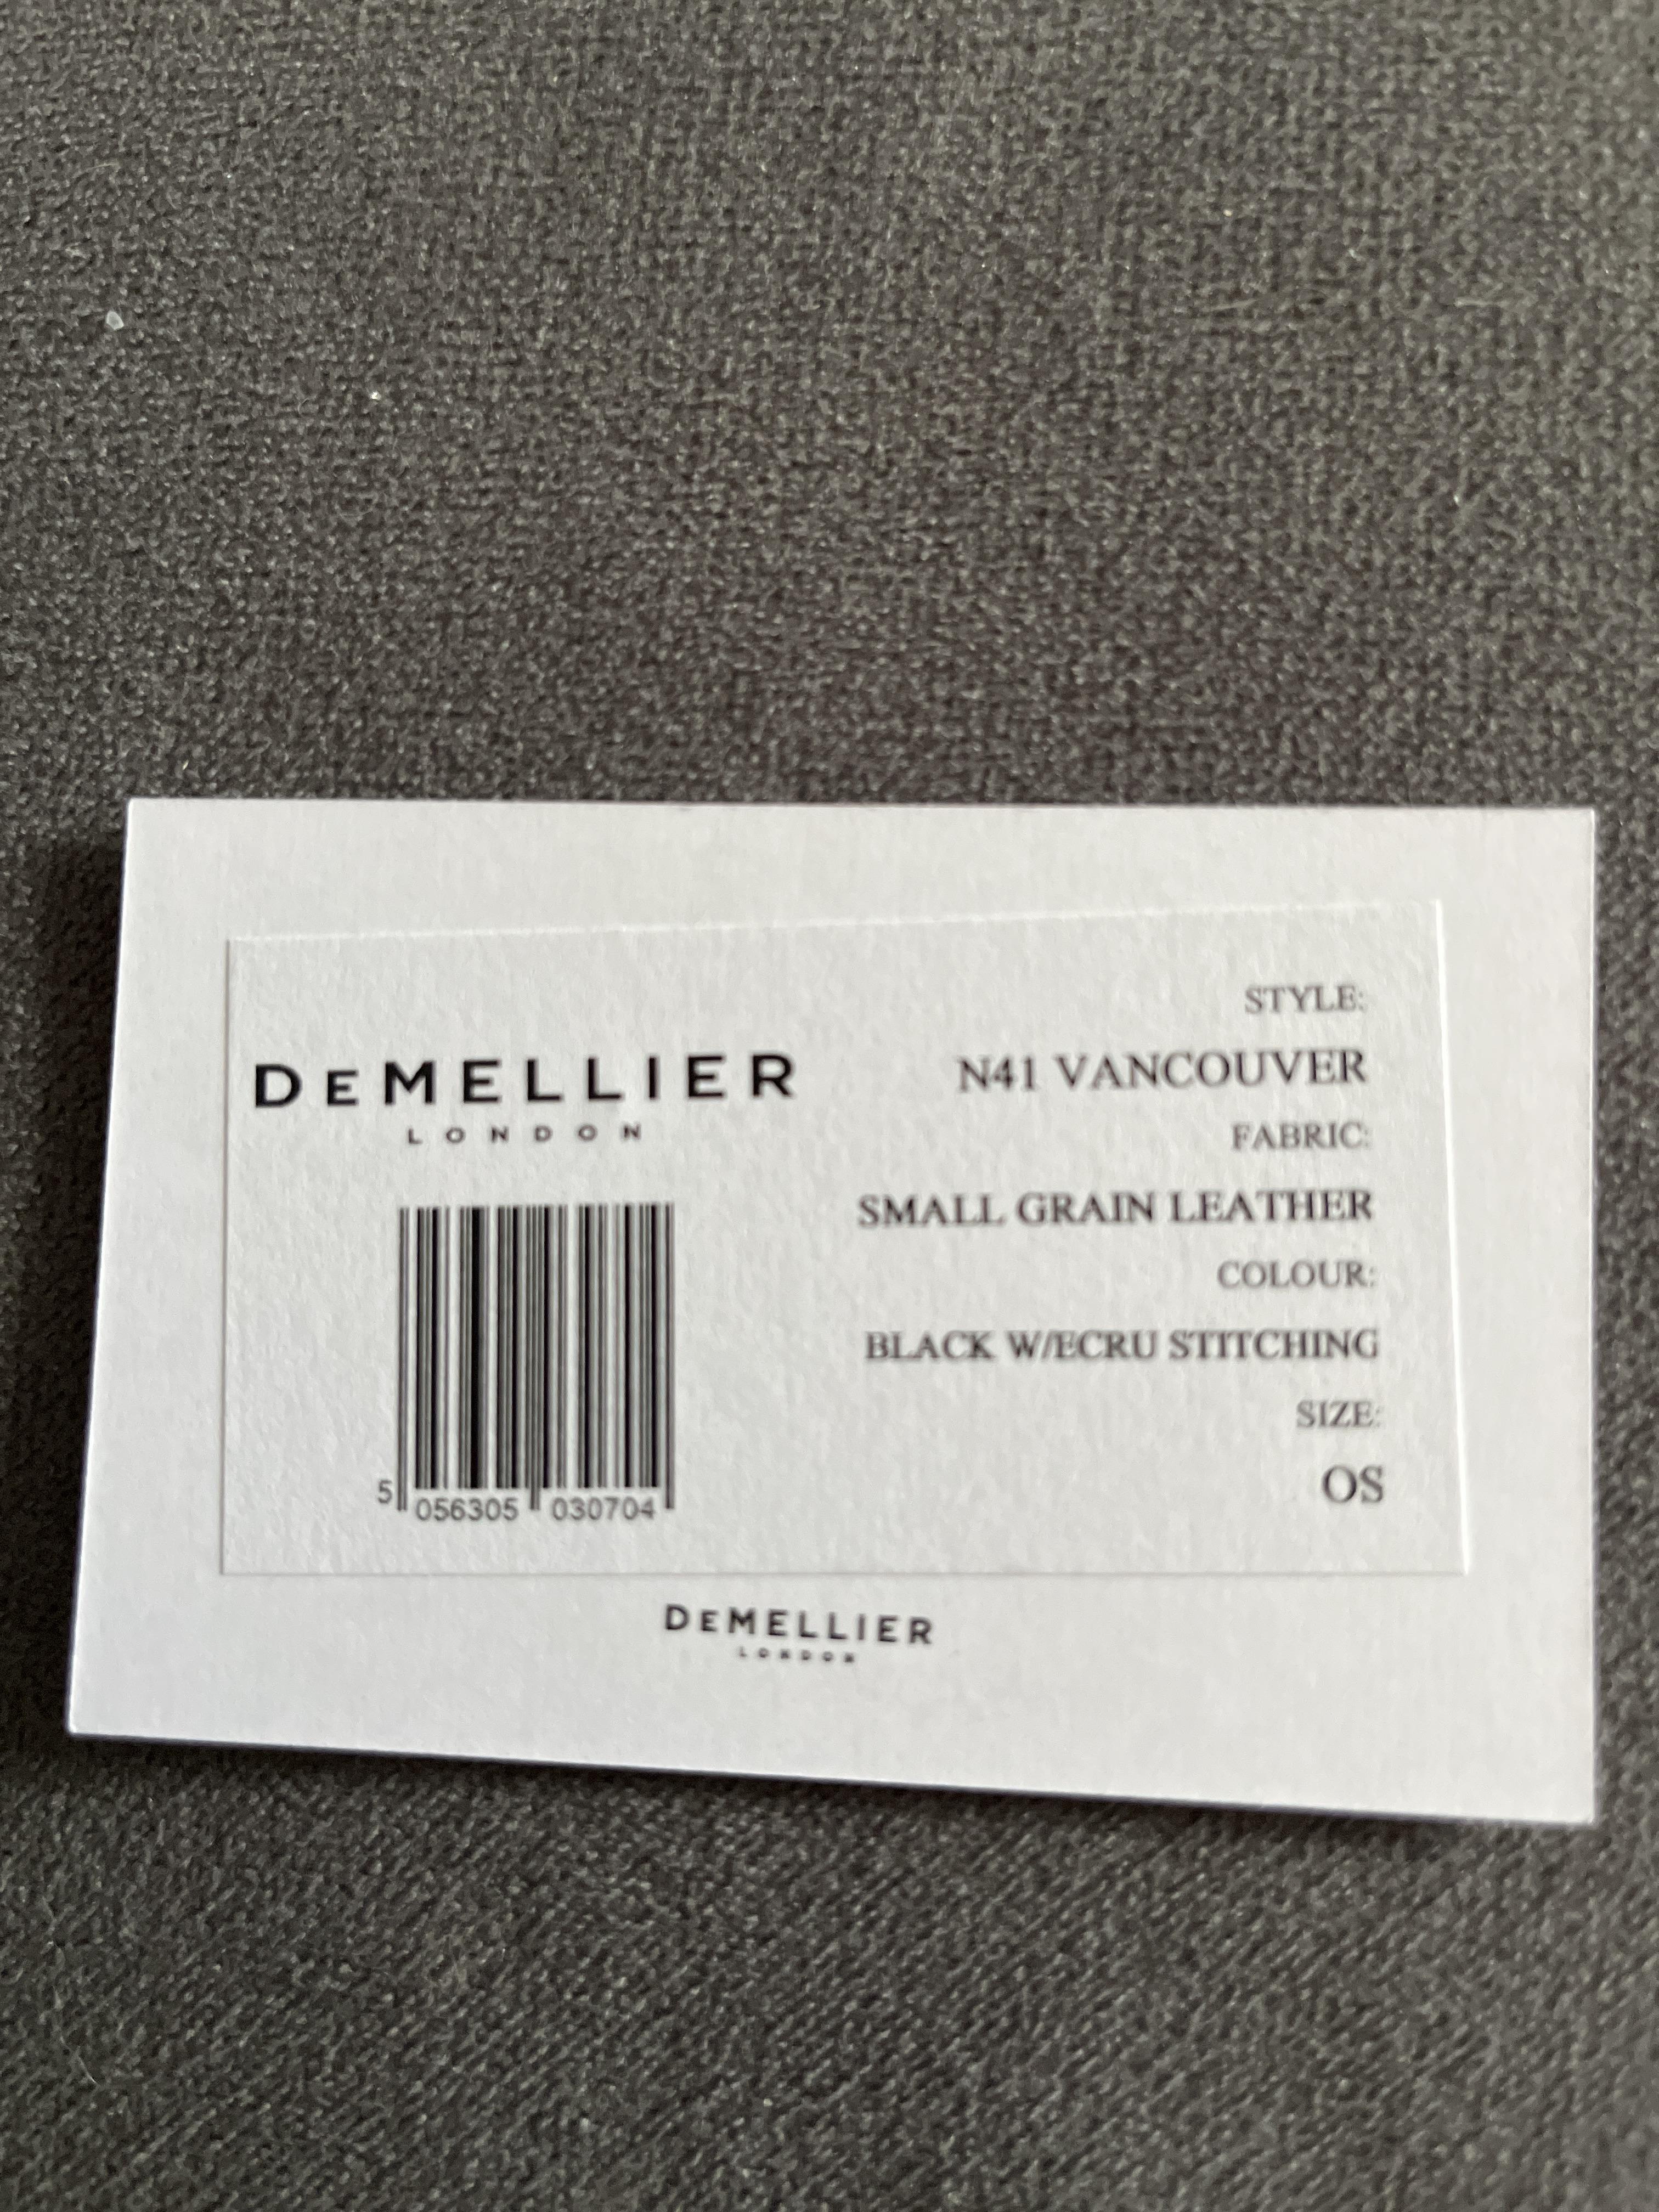 DEMELLIER
LONDON
5 056305 030704
STYLE:
N41 VANCOUVER
FABRIC:
SMALL GRAIN LEATHER
COLOUR:
BLACK W/ECRU STITCHING
SIZE:
OS
DEMELLIER
LONDON